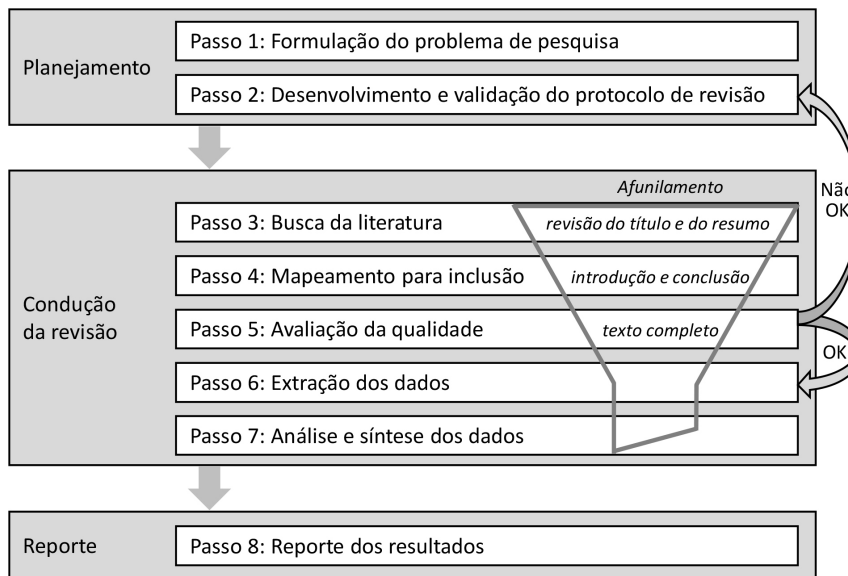 Planejamento
Passo 1: Formulação do problema de pesquisa
Passo 2: Desenvolvimento e validação do protocolo de revisão
Condução
da revisão
Afunilamento
Passo 3: Busca da literatura
revisão do título e do resumo
Passo 4: Mapeamento para inclusão
introdução e conclusão
Passo 5: Avaliação da qualidade
texto completo
Passo 6: Extração dos dados
Passo 7: Análise e síntese dos dados
Não
OK
OK
Reporte
Passo 8: Reporte dos resultados